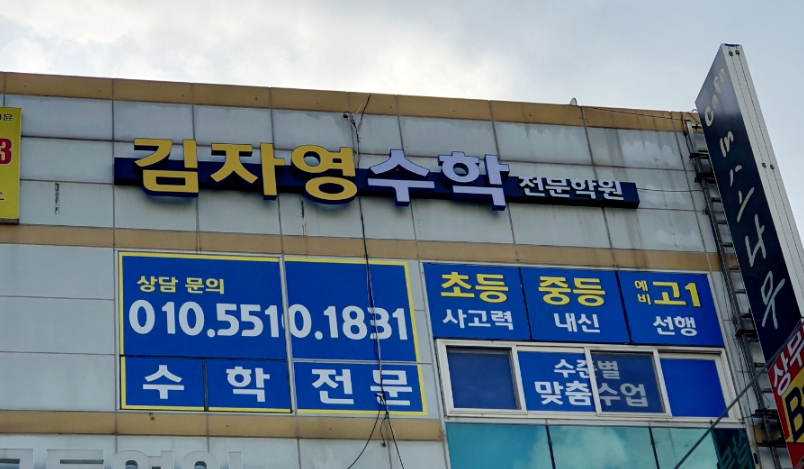 김자영수학 전문학원
상담 문의
010.5510.1831
수학 전문
초등
사고력
중등
내신
예비 고1
선행
수준별
맞춤수업
Cafe